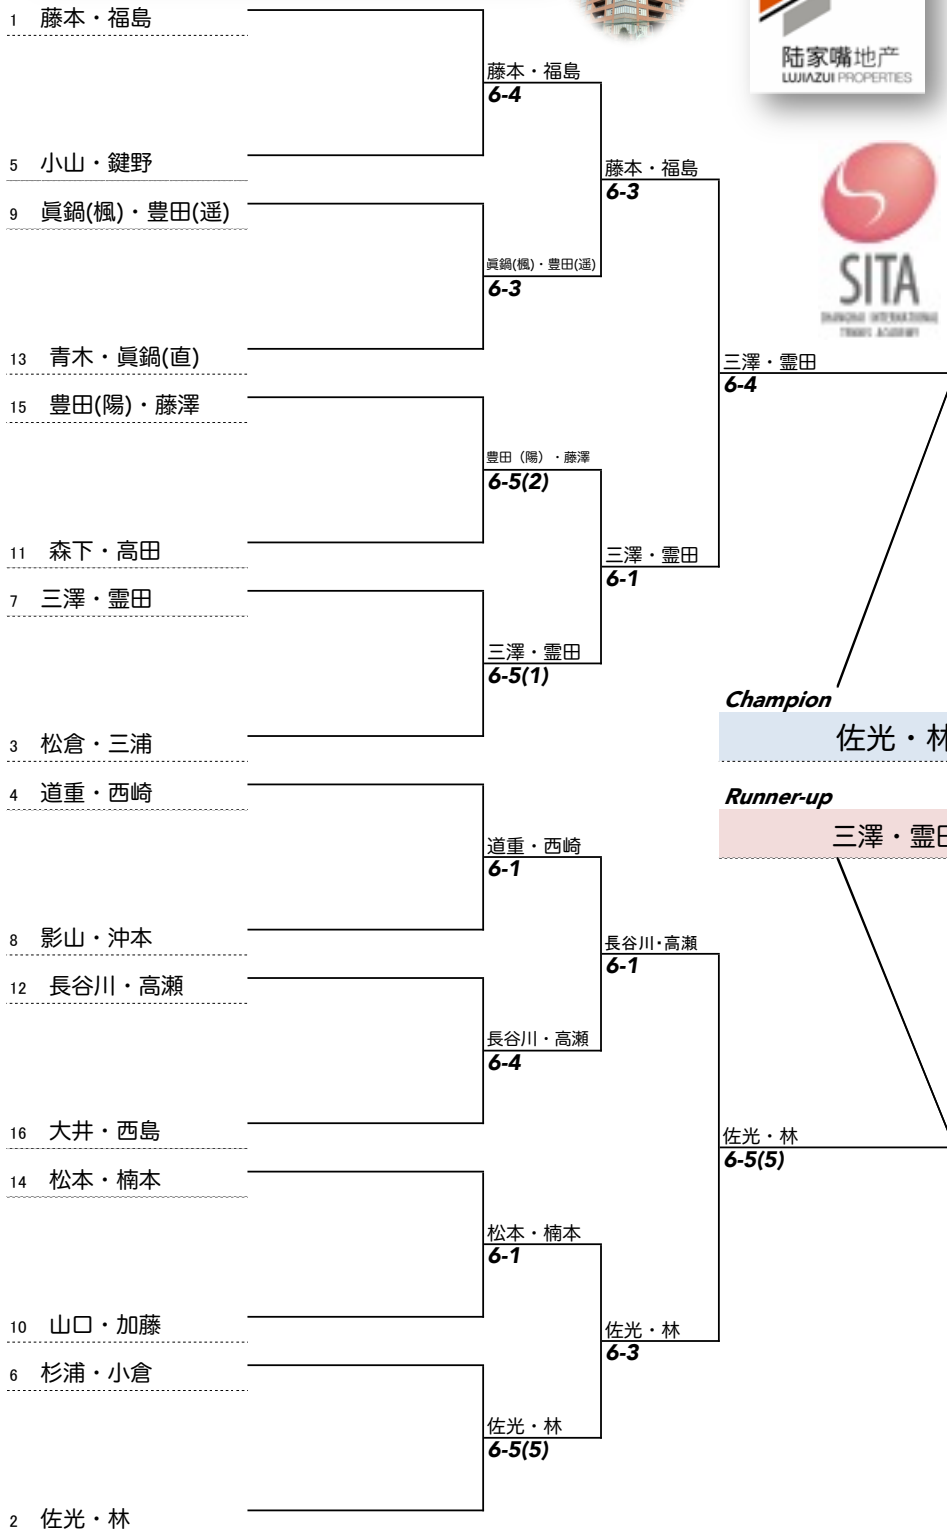 1 藤本・福島
藤本・福島
6-4
5 小山・鍵野
9 眞鍋(楓)・豊田(遥)
眞鍋(楓)・豊田(遥)
6-3
13 青木・眞鍋(直)
藤本・福島
6-3
15 豊田(陽)・藤澤
豊田（陽）・藤澤
6-5(2)
11 森下・高田
7 三澤・霊田
三澤・霊田
6-5(1)
3 松倉・三浦
三澤・霊田
6-1
三澤・霊田
6-4
4 道重・西崎
道重・西崎
6-1
8 影山・沖本
12 長谷川・高瀬
長谷川・高瀬
6-4
16 大井・西島
長谷川・高瀬
6-1
14 松本・楠本
松本・楠本
6-1
10 山口・加藤
6 杉浦・小倉
佐光・林
6-5(5)
2 佐光・林
佐光・林
6-3
佐光・林
6-5(5)
Champion
佐光・林
Runner-up
三澤・霊田
陆家嘴地产
LUJIAZUI PROPERTIES
SITA
SHANGHAI INTERNATIONAL
TENNIS ACADEMY